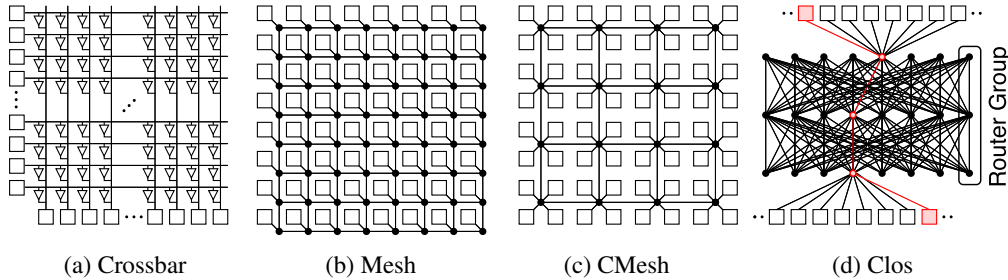 Router Group
(a) Crossbar
(b) Mesh
(c) CMesh
(d) Clos